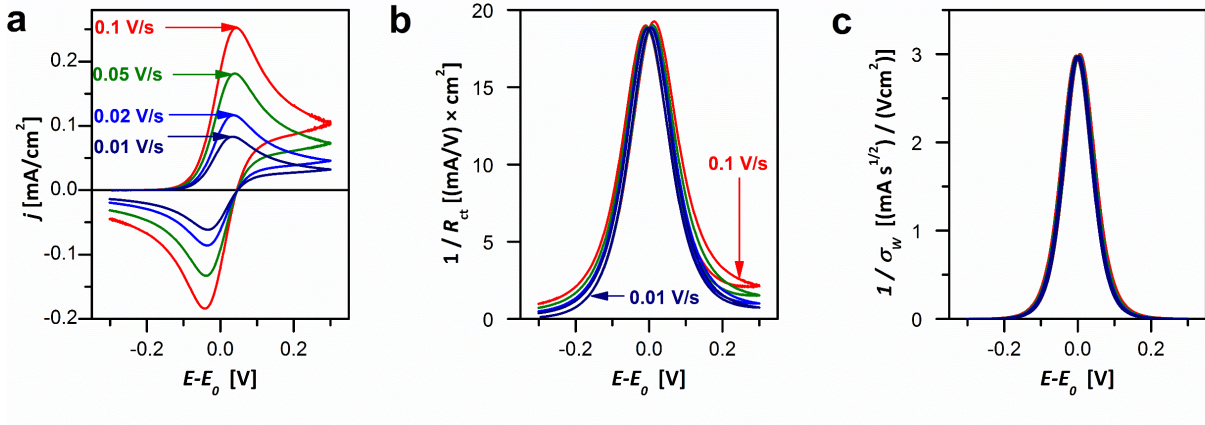 a
0.1 V/s
0.05 V/s
0.02 V/s
0.01 V/s
j [mA/cm²]
0.2
0.1
0.0
-0.1
-0.2
-0.2 0.0 0.2
E-E₀ [V]
b
1 / R_ct [(mA/V) × cm²]
20
15
10
5
0
0.1 V/s
0.01 V/s
-0.2 0.0 0.2
E-E₀ [V]
c
1 / σ_W [(mA s^1/2) / (Vcm²)]
3
2
1
0
-0.2 0.0 0.2
E-E₀ [V]